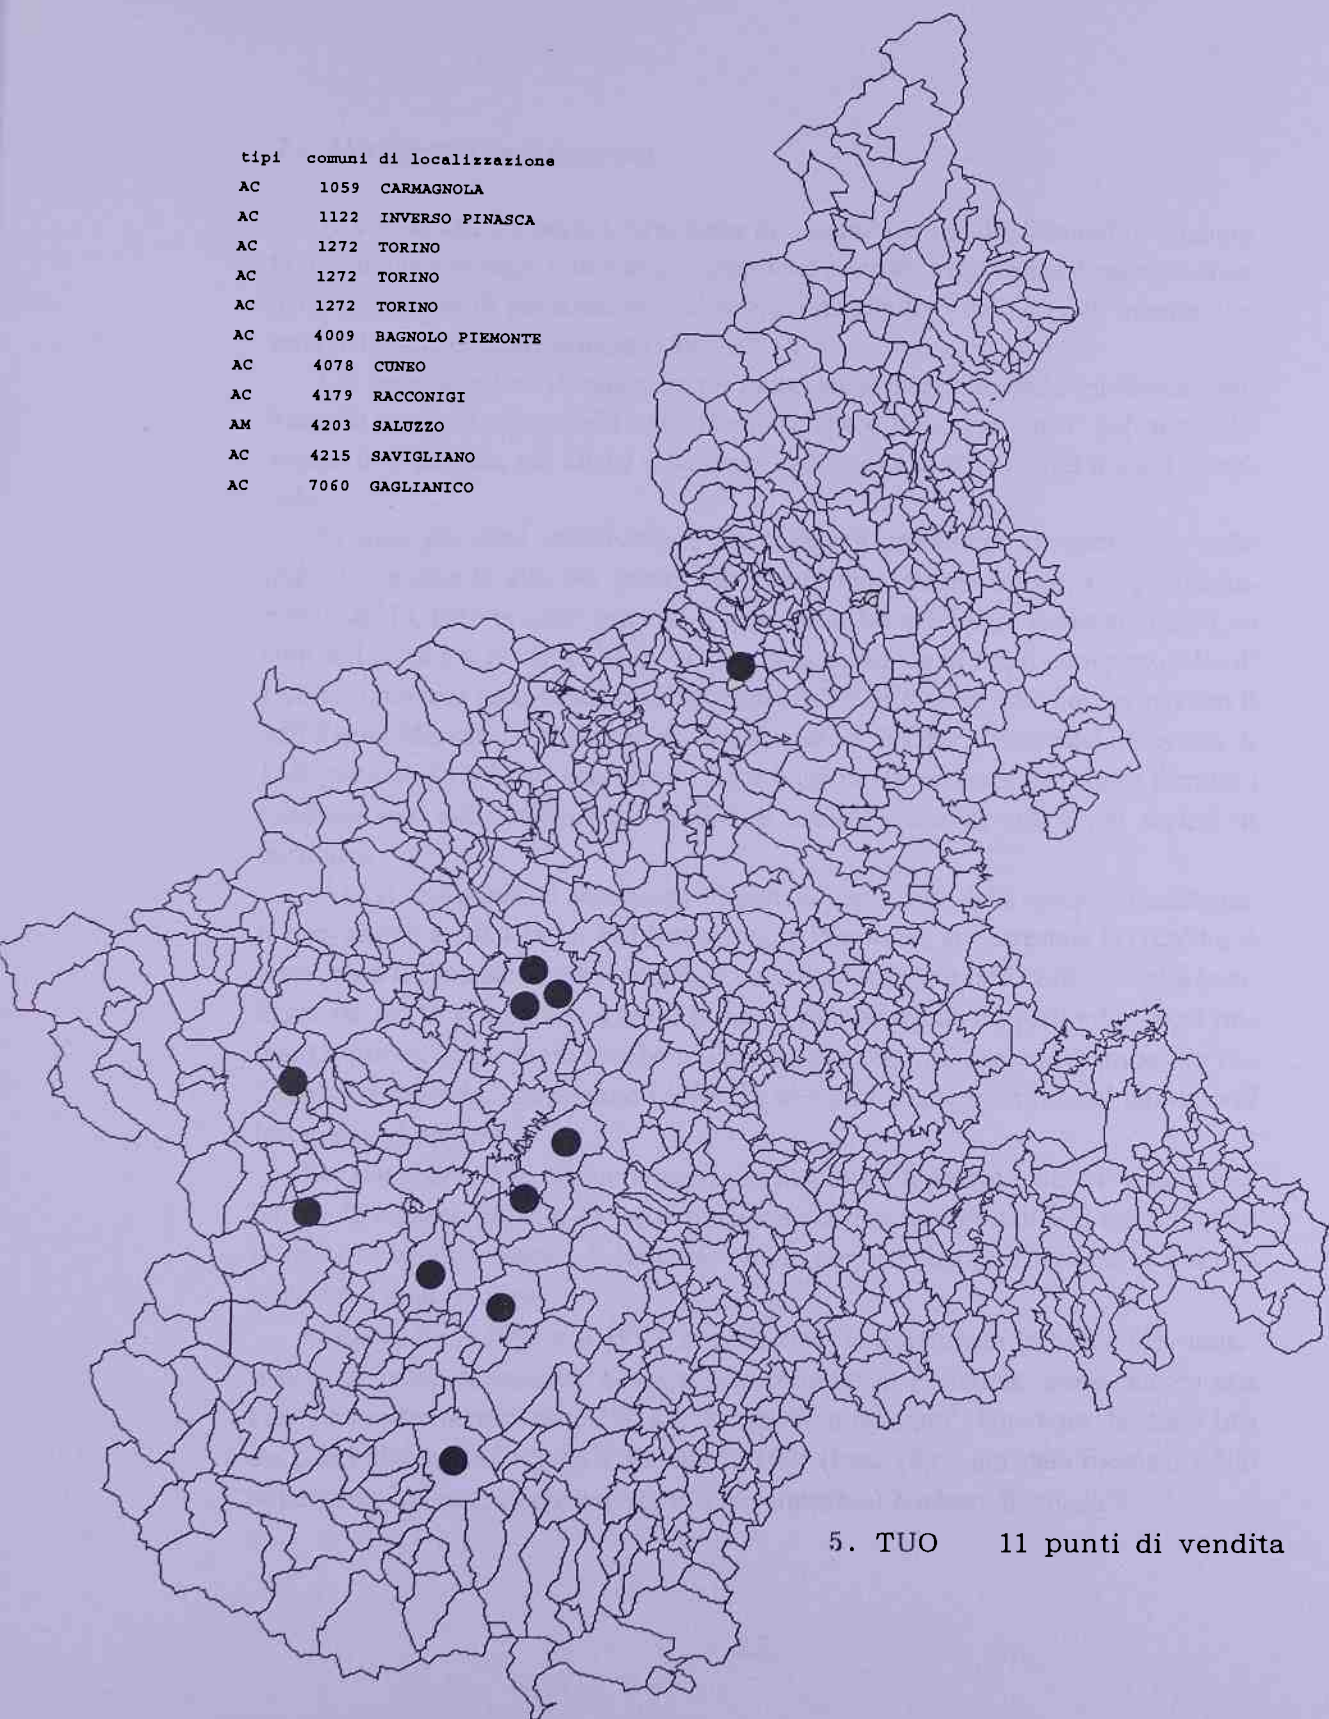 tipi comuni di localizzazione
AC 1059 CARMAGNOLA
AC 1122 INVERSO PINASCA
AC 1272 TORINO
AC 1272 TORINO
AC 1272 TORINO
AC 4009 BAGNOLO PIEMONTE
AC 4078 CUNEO
AC 4179 RACCONIGI
AM 4203 SALUZZO
AC 4215 SAVIGLIANO
AC 7060 GAGLIANICO
5. TUO 11 punti di vendita